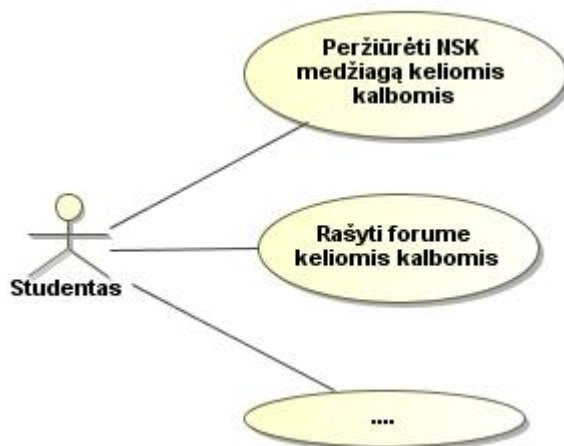 Peržiūrėti NSK
medžiagą keliomis
kalbomis
Rašyti forume
keliomis kalbomis
Studentas
....